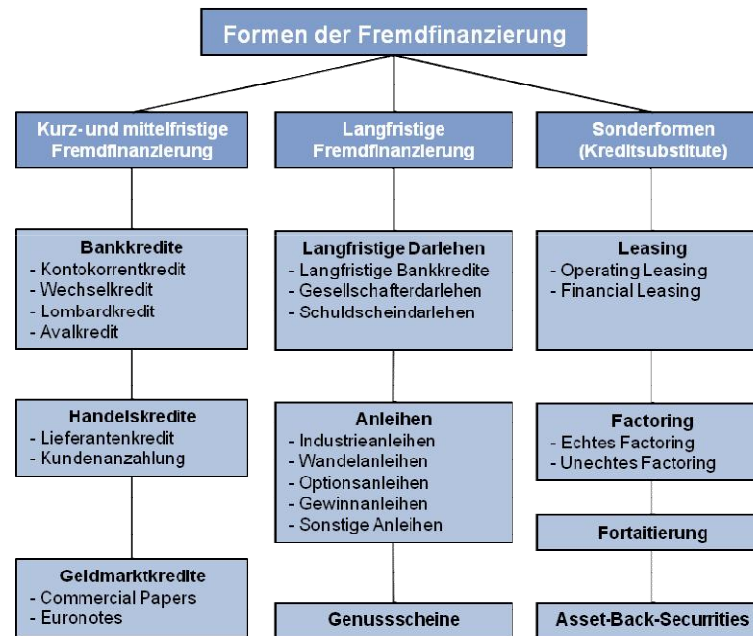 Formen der Fremdfinanzierung
Kurz- und mittelfristige
Fremdfinanzierung
Bankkredite
- Kontokorrentkredit
- Wechselkredit
- Lombardkredit
- Avalkredit
Handelskredite
- Lieferantenkredit
- Kundenanzahlung
Geldmarktkredite
- Commercial Papers
- Euronotes
Langfristige
Fremdfinanzierung
Langfristige Darlehen
- Langfristige Bankkredite
- Gesellschafterdarlehen
- Schuldscheindarlehen
Anleihen
- Industrieanleihen
- Wandelanleihen
- Optionsanleihen
- Gewinnanleihen
- Sonstige Anleihen
Genussscheine
Sonderformen
(Kreditsubstitute)
Leasing
- Operating Leasing
- Financial Leasing
Factoring
- Echtes Factoring
- Unechtes Factoring
Fortaitierung
Asset-Back-Securrities